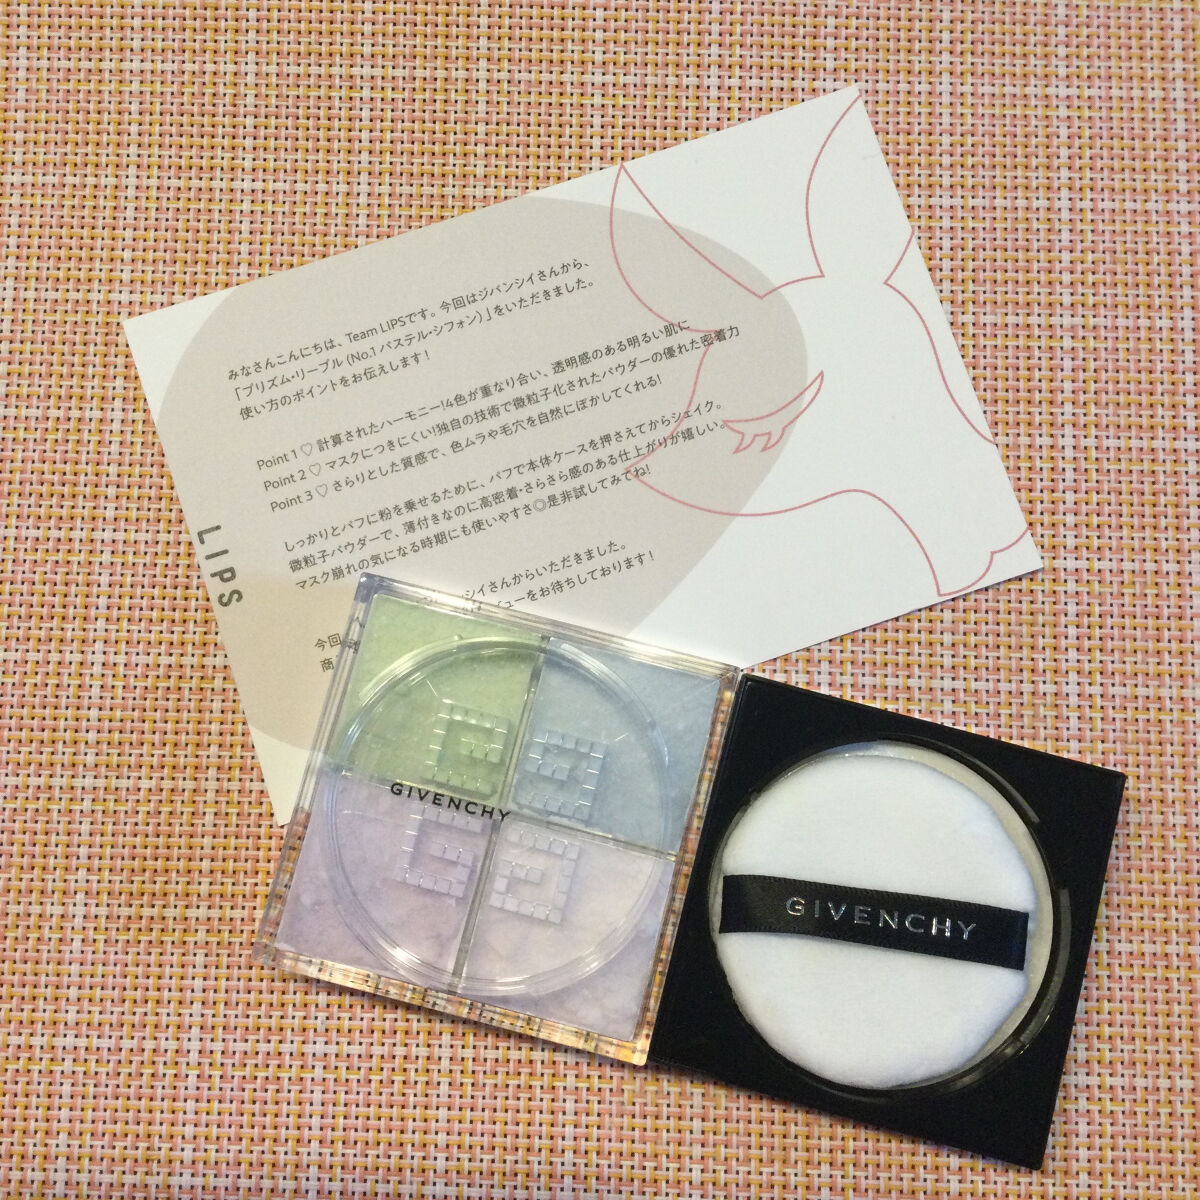 みなさんこんにちは、Team LIPSです。今回はジバンシイさんから、
「プリズム・リーブル (No.1 パステル・シフォン)」をいただきました。
使い方のポイントをお伝えします!
Point 1 ♡ 計算されたハーモニー!4色が重なり合い、透明感のある明るい肌に
Point 2 ♡ マスクにつきにくい!独自の技術で微粒子化されたパウダーの優れた密着力
Point 3 ♡ さらりとした質感で、色ムラや毛穴を自然にぼかしてくれる!
しっかりとパフに粉を乗せるために、パフで本体ケースを押さえてからシェイク。
微粒子パウダーで、薄付きなのに高密着・さらさら感のある仕上がりが嬉しい。
マスク崩れの気になる時期にも使いやすさ◎是非試してみてね!
今回 シイさんからいただきました。
商 ューをお待ちしております!
LIPS
GIVENCHY
GIVENCHY